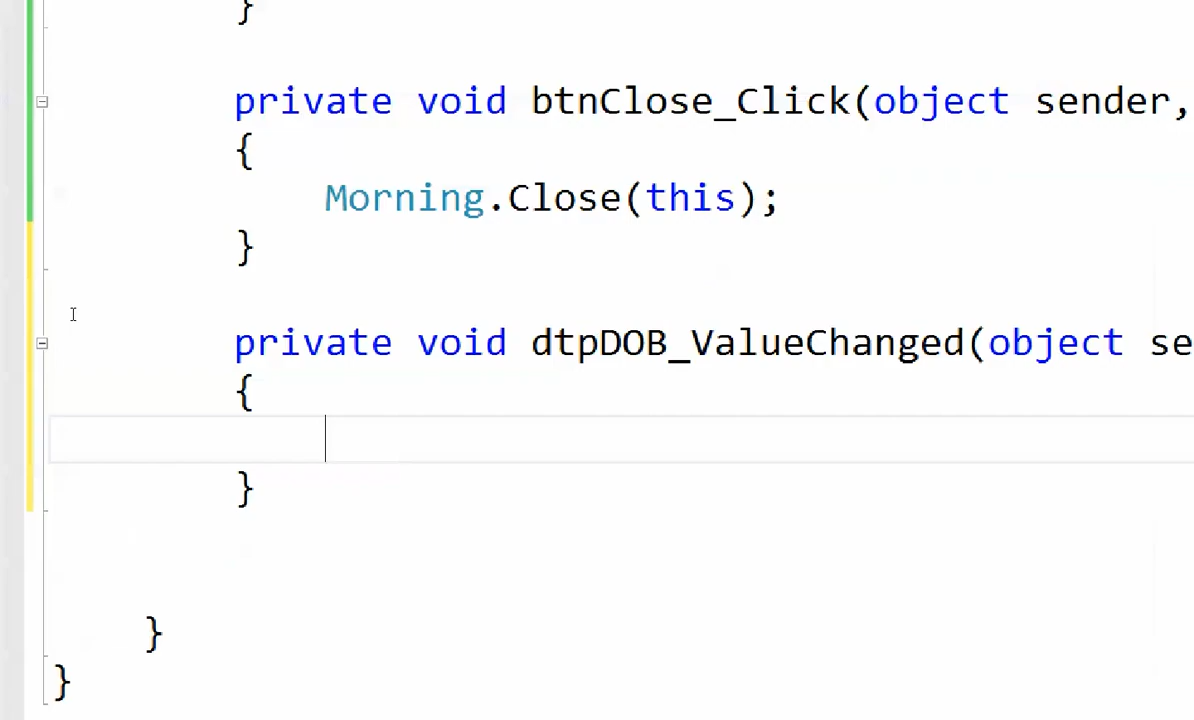 }
private void btnClose_Click(object sender,
{
Morning.Close(this);
}
private void dtpDOB_ValueChanged(object se
{
}
}
}